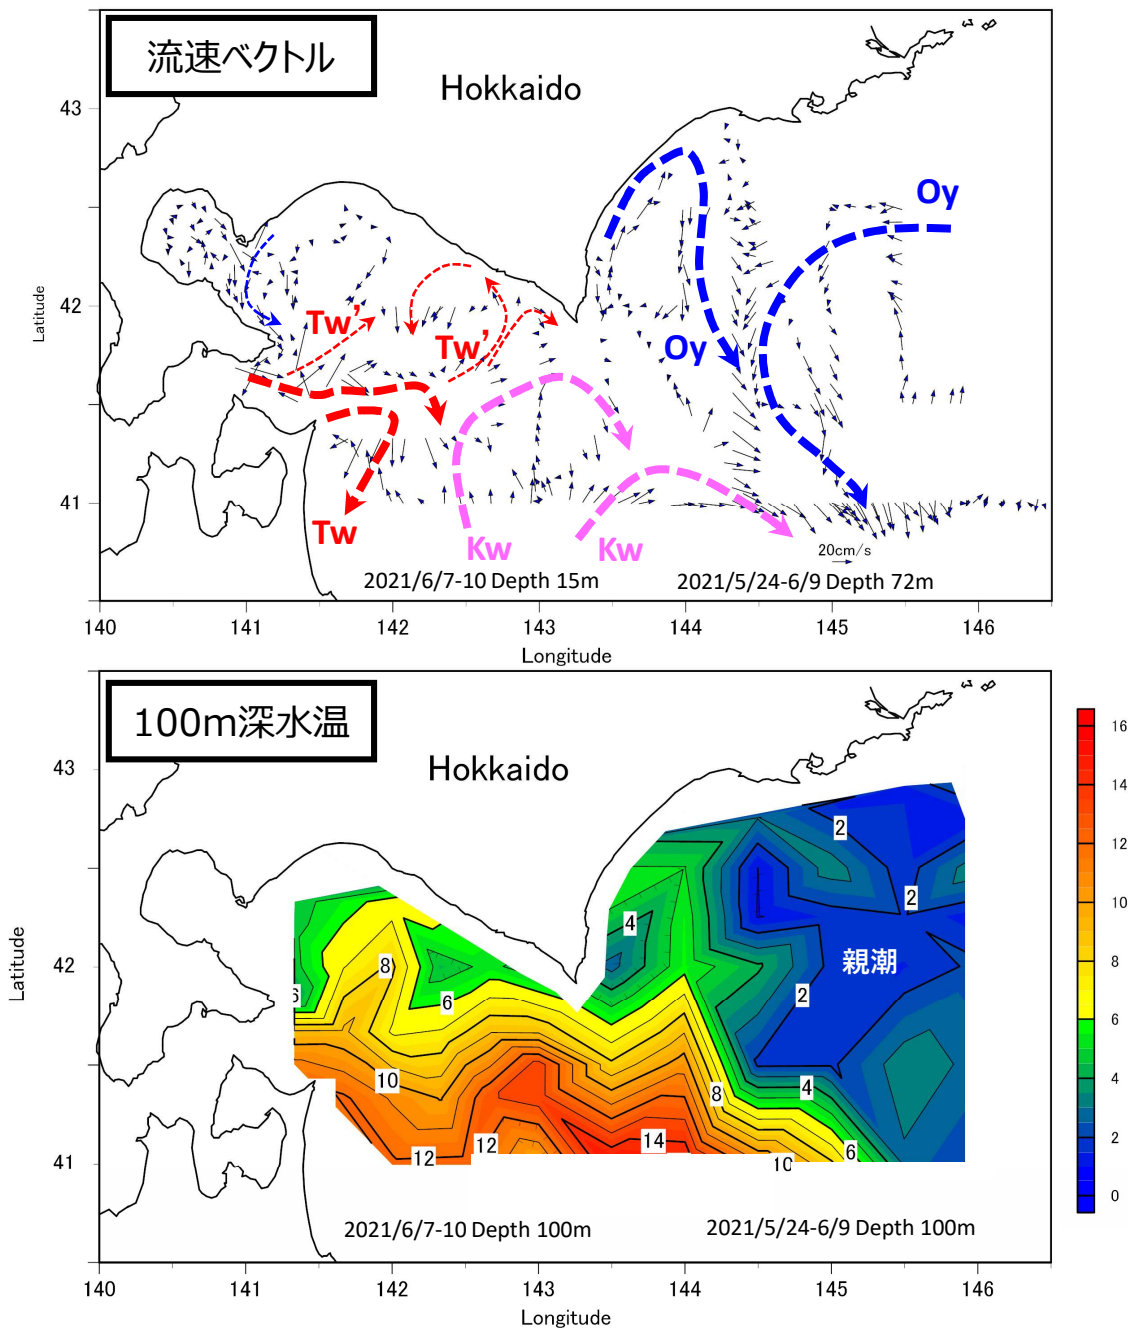 流速ベクトル
Hokkaido
43
42
41
Latitude
Oy
Oy
Tw’
Tw’
Tw
Kw
Kw
20cm/s
2021/6/7-10 Depth 15m
2021/5/24-6/9 Depth 72m
140 141 142 143 144 145 146
Longitude
100m深水温
Hokkaido
43
42
41
Latitude
2
2
4
親潮
8
2
6
6
10
8
4
12
12
14
10
6
16
14
12
10
8
6
4
2
0
2021/6/7-10 Depth 100m
2021/5/24-6/9 Depth 100m
140 141 142 143 144 145 146
Longitude